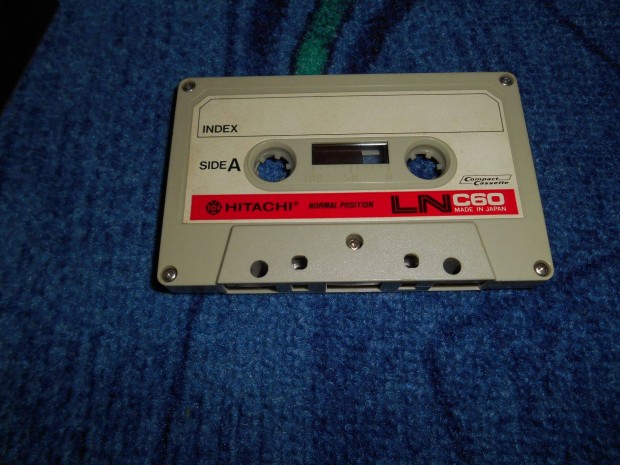 INDEX
SIDE A
Compact Cassette
HITACHI NORMAL POSITION LN C60
MADE IN JAPAN